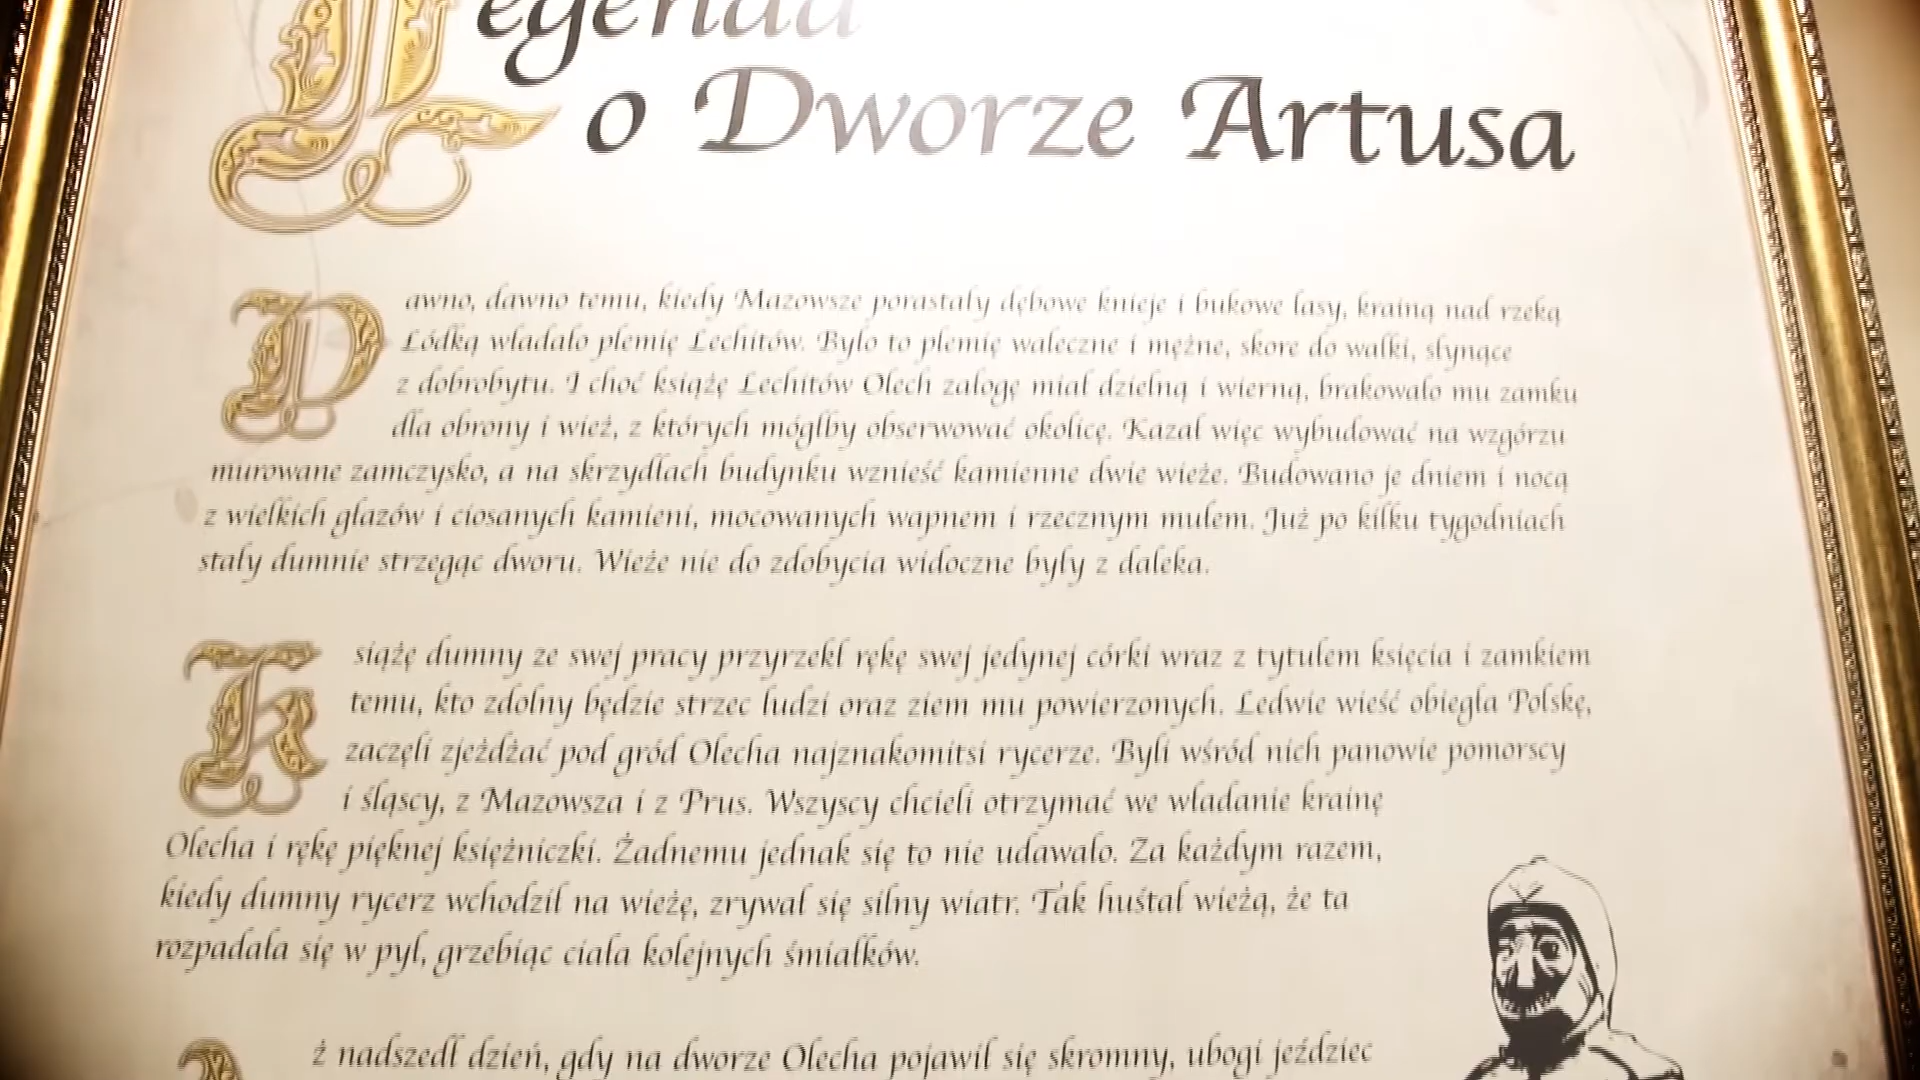 Legenda
o Dworze Artusa
Dawno, dawno temu, kiedy Mazowsze porastały dębowe knieje i bukowe lasy, krainą nad rzeką
Łódką władało plemię Lechitów. Było to plemię waleczne i mężne, skore do walki, słynące
z dobrobytu. I choć książę Lechitów Olech załogę miał dzielną i wierną, brakowało mu zamku
dla obrony i wież, z których mógłby obserwować okolicę. Kazał więc wybudować na wzgórzu
murowane zamczysko, a na skrzydłach budynku wznieść kamienne dwie wieże. Budowano je dniem i nocą
z wielkich głazów i ciosanych kamieni, mocowanych wapnem i rzecznym mułem. Już po kilku tygodniach
stały dumnie strzegąc dworu. Wieże nie do zdobycia widoczne były z daleka.
Książę dumny ze swej pracy przyrzekł rękę swej jedynej córki wraz z tytułem księcia i zamkiem
temu, kto zdolny będzie strzec ludzi oraz ziem mu powierzonych. Ledwie wieść obiegła Polskę,
zaczęli zjeżdżać pod gród Olecha najznakomitsi rycerze. Byli wśród nich panowie pomorscy
i śląscy, z Mazowsza i z Prus. Wszyscy chcieli otrzymać we władanie krainę
Olecha i rękę pięknej księżniczki. Żadnemu jednak się to nie udawało. Za każdym razem,
kiedy dumny rycerz wchodził na wieżę, zrywał się silny wiatr. Tak huśtał wieżą, że ta
rozpadała się w pył, grzebiąc ciała kolejnych śmiałków.
ż nadszedł dzień, gdy na dworze Olecha pojawił się skromny, ubogi jeździec